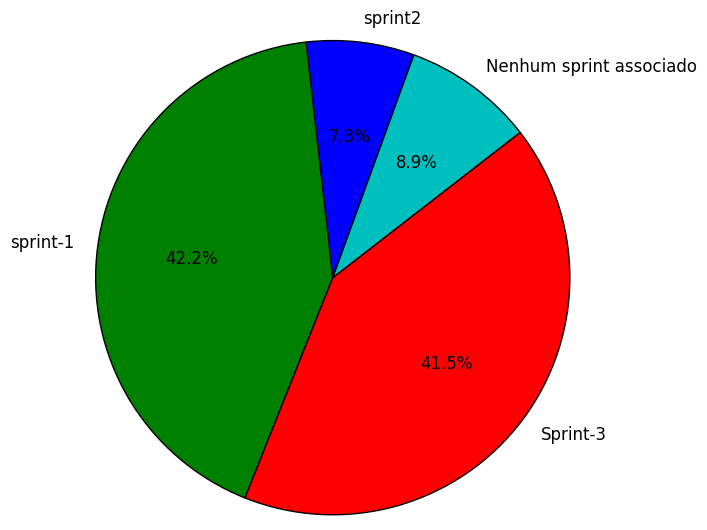 sprint2
Nenhum sprint associado
7.3%
8.9%
sprint-1
42.2%
41.5%
Sprint-3